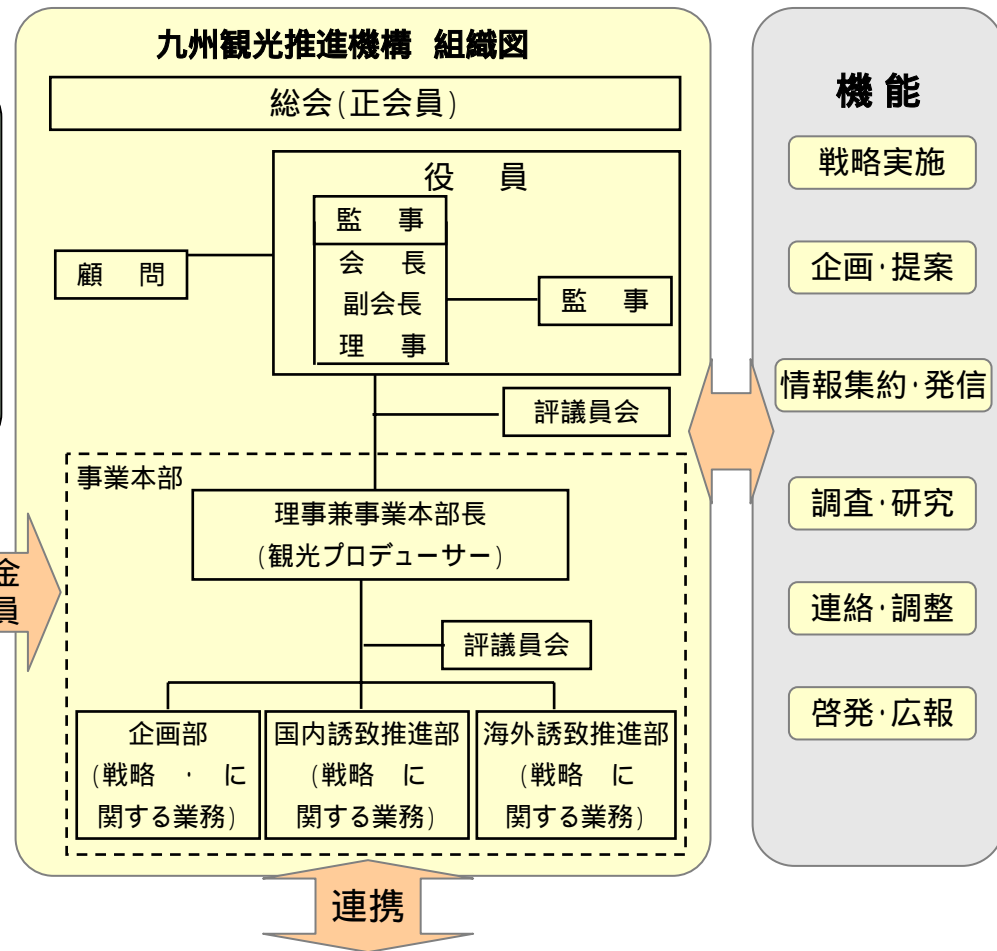 九州観光推進機構 組織図
総会(正会員)
役 員
監 事
会 長
副会長
理 事
顧 問
監 事
評議員会
事業本部
理事兼事業本部長
(観光プロデューサー)
評議員会
企画部
(戦略 ・ に
関する業務)
国内誘致推進部
(戦略 に
関する業務)
海外誘致推進部
(戦略 に
関する業務)
金
員
連携
機 能
戦略実施
企画・提案
情報集約・発信
調査・研究
連絡・調整
啓発・広報